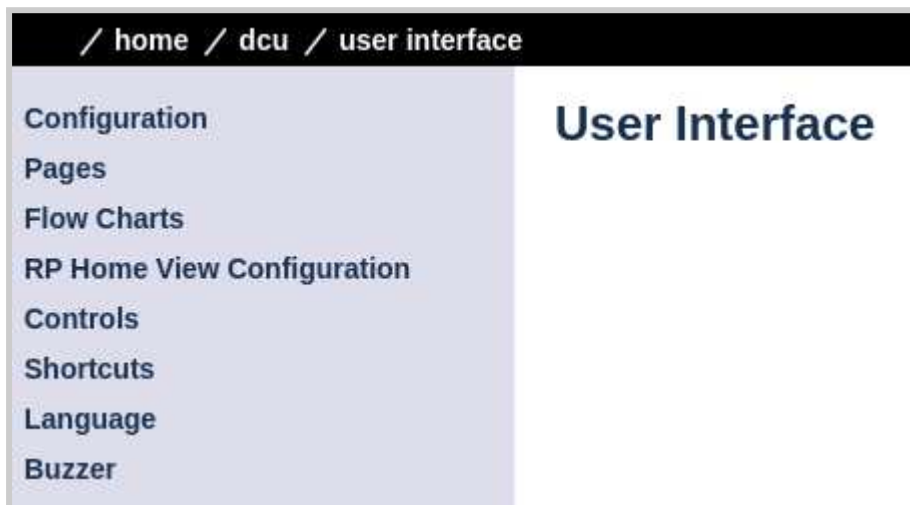 / home / dcu / user interface
User Interface
Configuration
Pages
Flow Charts
RP Home View Configuration
Controls
Shortcuts
Language
Buzzer